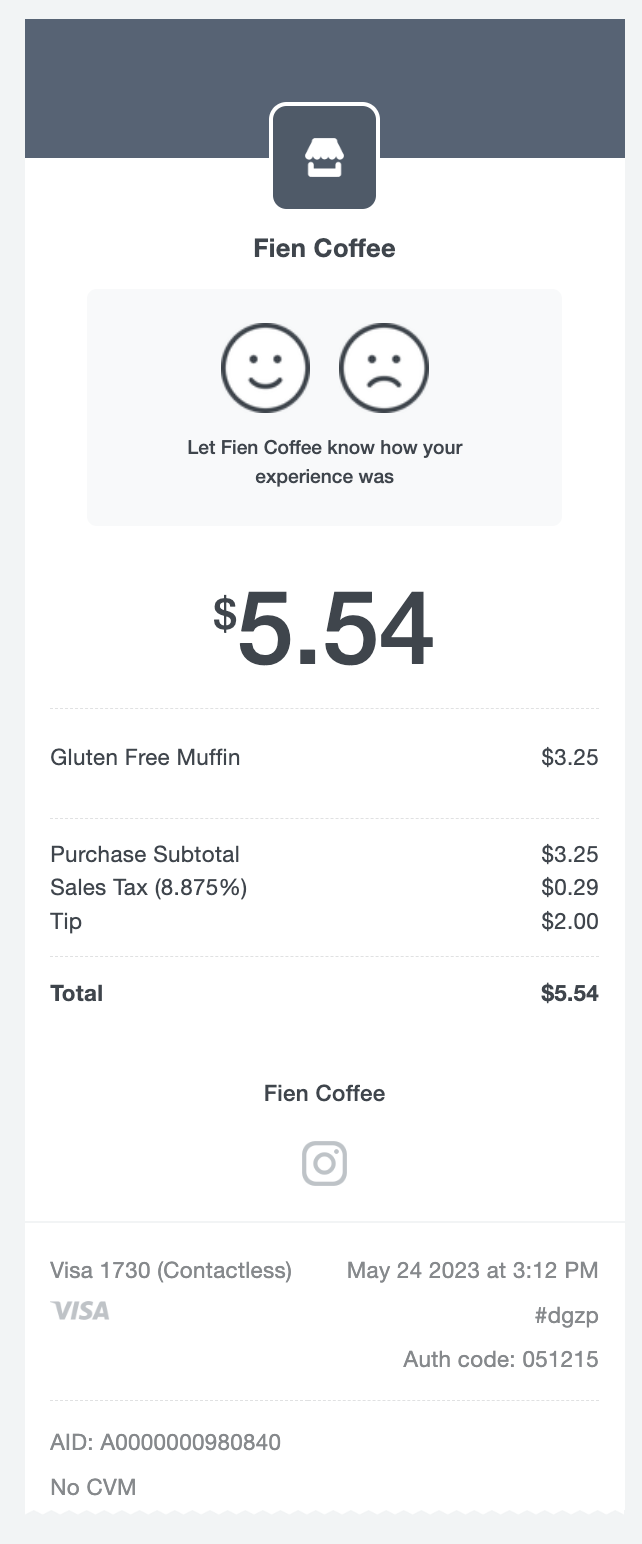 Fien Coffee
Let Fien Coffee know how your
experience was
$5.54
Gluten Free Muffin $3.25
Purchase Subtotal $3.25
Sales Tax (8.875%) $0.29
Tip $2.00
Total $5.54
Fien Coffee
Visa 1730 (Contactless) May 24 2023 at 3:12 PM
VISA #dgzp
Auth code: 051215
AID: A0000000980840
No CVM